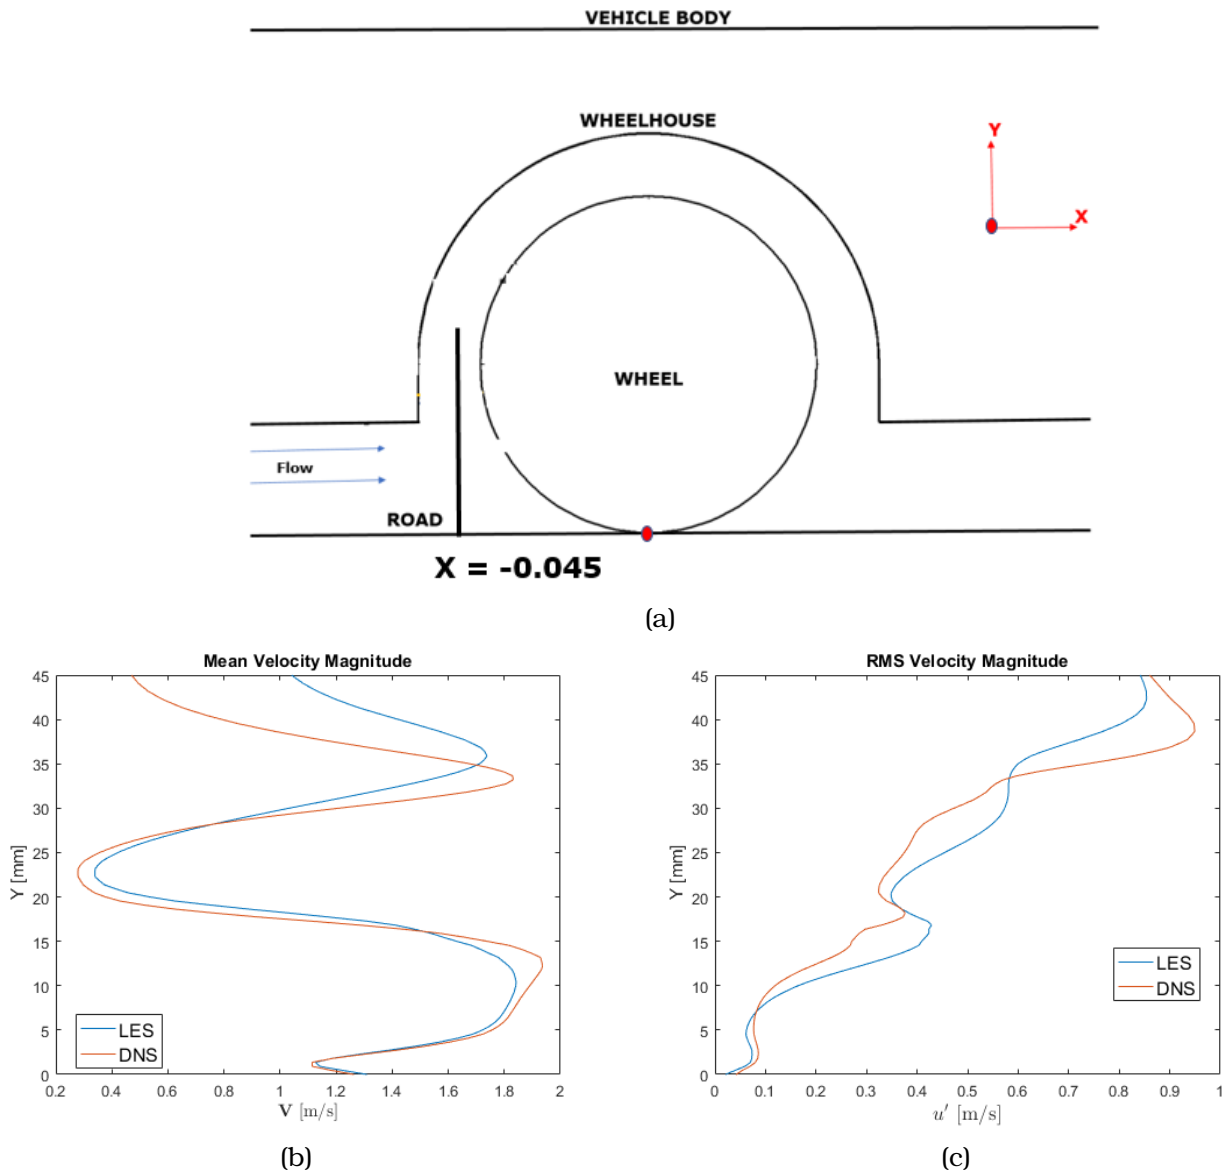 VEHICLE BODY
WHEELHOUSE
Y
X
WHEEL
Flow
ROAD
X = -0.045
(a)
Mean Velocity Magnitude
45
40
35
30
25
20
15
10
5
0
Y [mm]
LES
DNS
0.2 0.4 0.6 0.8 1 1.2 1.4 1.6 1.8 2
V [m/s]
(b)
RMS Velocity Magnitude
45
40
35
30
25
20
15
10
5
0
Y [mm]
LES
DNS
0 0.1 0.2 0.3 0.4 0.5 0.6 0.7 0.8 0.9 1
u' [m/s]
(c)